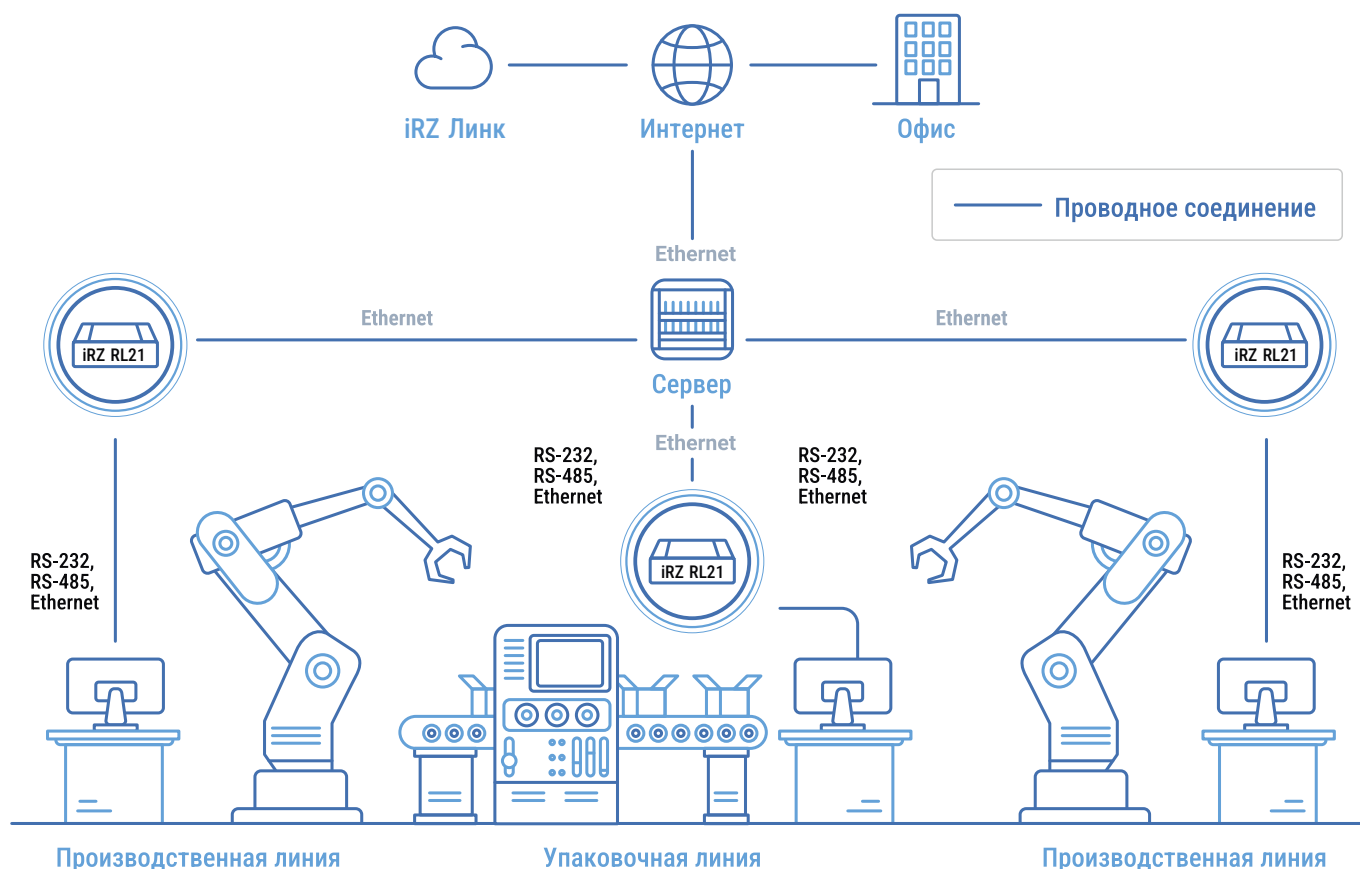 iRZ Линк
Интернет
Офис
Проводное соединение
Ethernet
Ethernet
Ethernet
iRZ RL21
iRZ RL21
Сервер
Ethernet
RS-232,
RS-485,
Ethernet
RS-232,
RS-485,
Ethernet
iRZ RL21
RS-232,
RS-485,
Ethernet
RS-232,
RS-485,
Ethernet
Производственная линия
Упаковочная линия
Производственная линия